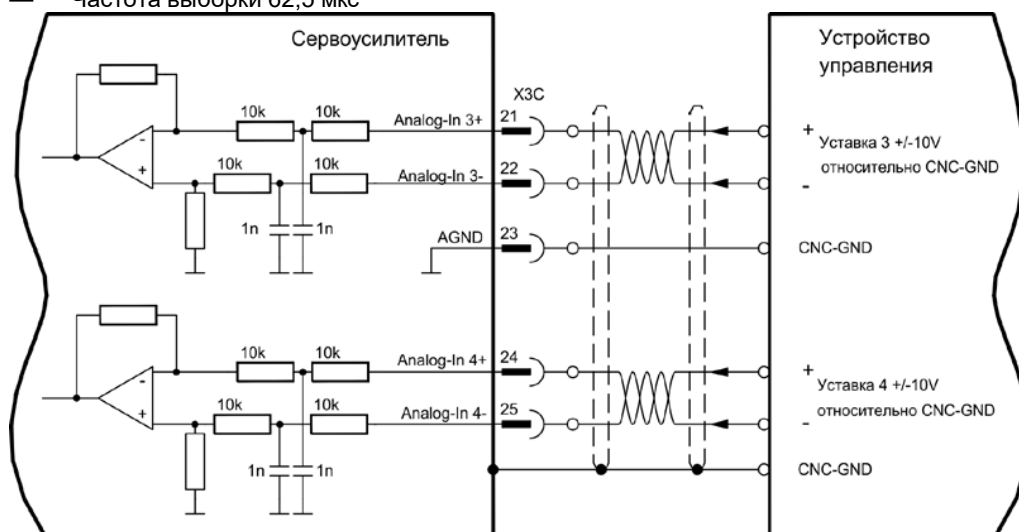 — Частота выборки 62,5 мкс
Сервоусилитель
Устройство
управления
X3C
10k
10k
Analog-In 3+
21
+
Уставка 3 +/-10V
относительно CNC-GND
-
10k
10k
Analog-In 3-
22
-
+
1n
1n
AGND
23
CNC-GND
10k
10k
Analog-In 4+
24
+
Уставка 4 +/-10V
относительно CNC-GND
-
10k
10k
Analog-In 4-
25
-
+
1n
1n
CNC-GND